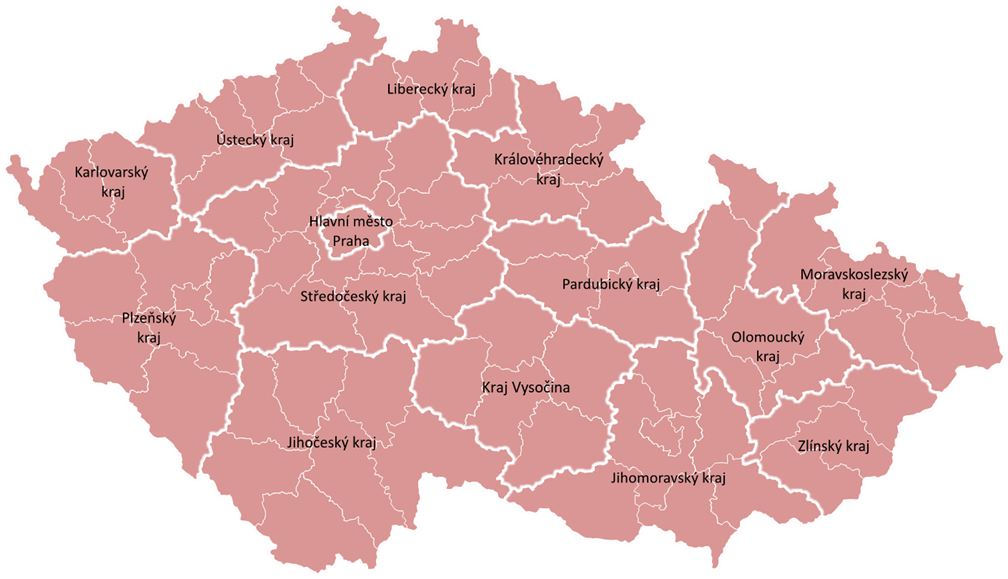 Liberecký kraj
Ústecký kraj
Královéhradecký
kraj
Karlovarský
kraj
Hlavní město
Praha
Moravskoslezský
kraj
Pardubický kraj
Středočeský kraj
Plzeňský
kraj
Olomoucký
kraj
Kraj Vysočina
Jihočeský kraj
Zlínský kraj
Jihomoravský kraj